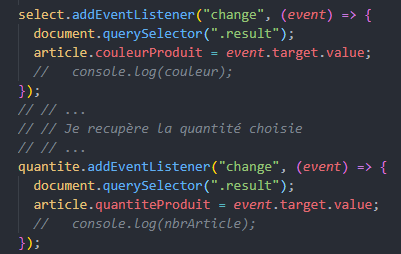 select.addEventListener("change", (event) => {
  document.querySelector(".result");
  article.couleurProduit = event.target.value;
  //   console.log(couleur);
});
// // ...
// // Je recupère la quantité choisie
// // ...
quantite.addEventListener("change", (event) => {
  document.querySelector(".result");
  article.quantiteProduit = event.target.value;
  //   console.log(nbrArticle);
});